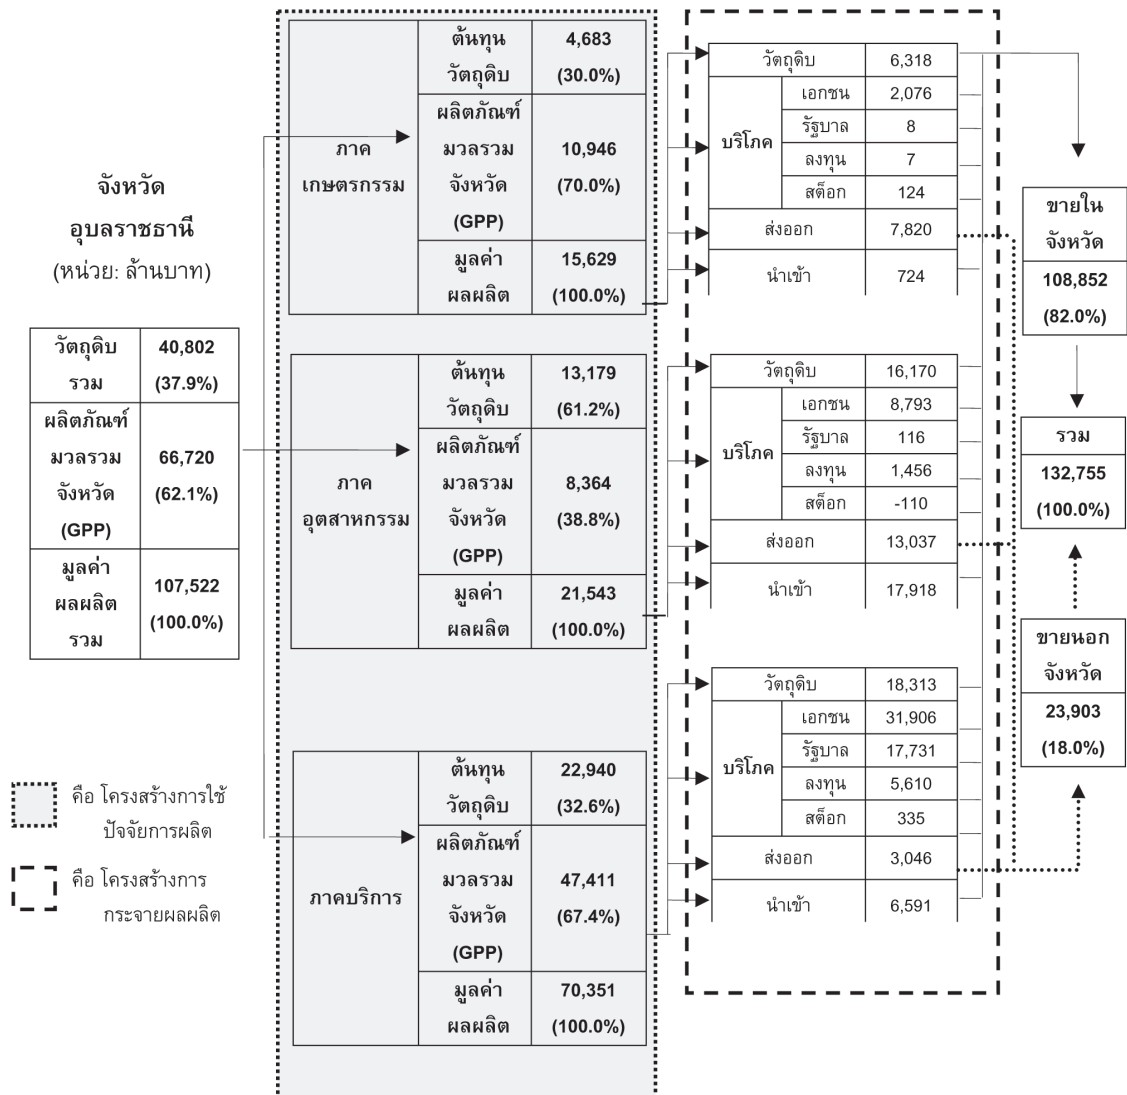 จังหวัด
อุบลราชธานี
(หน่วย: ล้านบาท)
วัตถุดิบ 40,802
รวม (37.9%)
ผลิตภัณฑ์
มวลรวม 66,720
จังหวัด (62.1%)
(GPP)
มูลค่า
ผลผลิต 107,522
รวม (100.0%)
คือ โครงสร้างการใช้
ปัจจัยการผลิต
คือ โครงสร้างการ
กระจายผลผลิต
ภาค
เกษตรกรรม
ต้นทุน 4,683
วัตถุดิบ (30.0%)
ผลิตภัณฑ์
มวลรวม 10,946
จังหวัด (70.0%)
(GPP)
มูลค่า 15,629
ผลผลิต (100.0%)
ภาค
อุตสาหกรรม
ต้นทุน 13,179
วัตถุดิบ (61.2%)
ผลิตภัณฑ์
มวลรวม 8,364
จังหวัด (38.8%)
(GPP)
มูลค่า 21,543
ผลผลิต (100.0%)
ภาคบริการ
ต้นทุน 22,940
วัตถุดิบ (32.6%)
ผลิตภัณฑ์
มวลรวม 47,411
จังหวัด (67.4%)
(GPP)
มูลค่า 70,351
ผลผลิต (100.0%)
วัตถุดิบ 6,318
บริโภค
เอกชน 2,076
รัฐบาล 8
ลงทุน 7
สต็อก 124
ส่งออก 7,820
นำเข้า 724
วัตถุดิบ 16,170
บริโภค
เอกชน 8,793
รัฐบาล 116
ลงทุน 1,456
สต็อก -110
ส่งออก 13,037
นำเข้า 17,918
วัตถุดิบ 18,313
บริโภค
เอกชน 31,906
รัฐบาล 17,731
ลงทุน 5,610
สต็อก 335
ส่งออก 3,046
นำเข้า 6,591
ขายใน
จังหวัด
108,852
(82.0%)
รวม
132,755
(100.0%)
ขายนอก
จังหวัด
23,903
(18.0%)